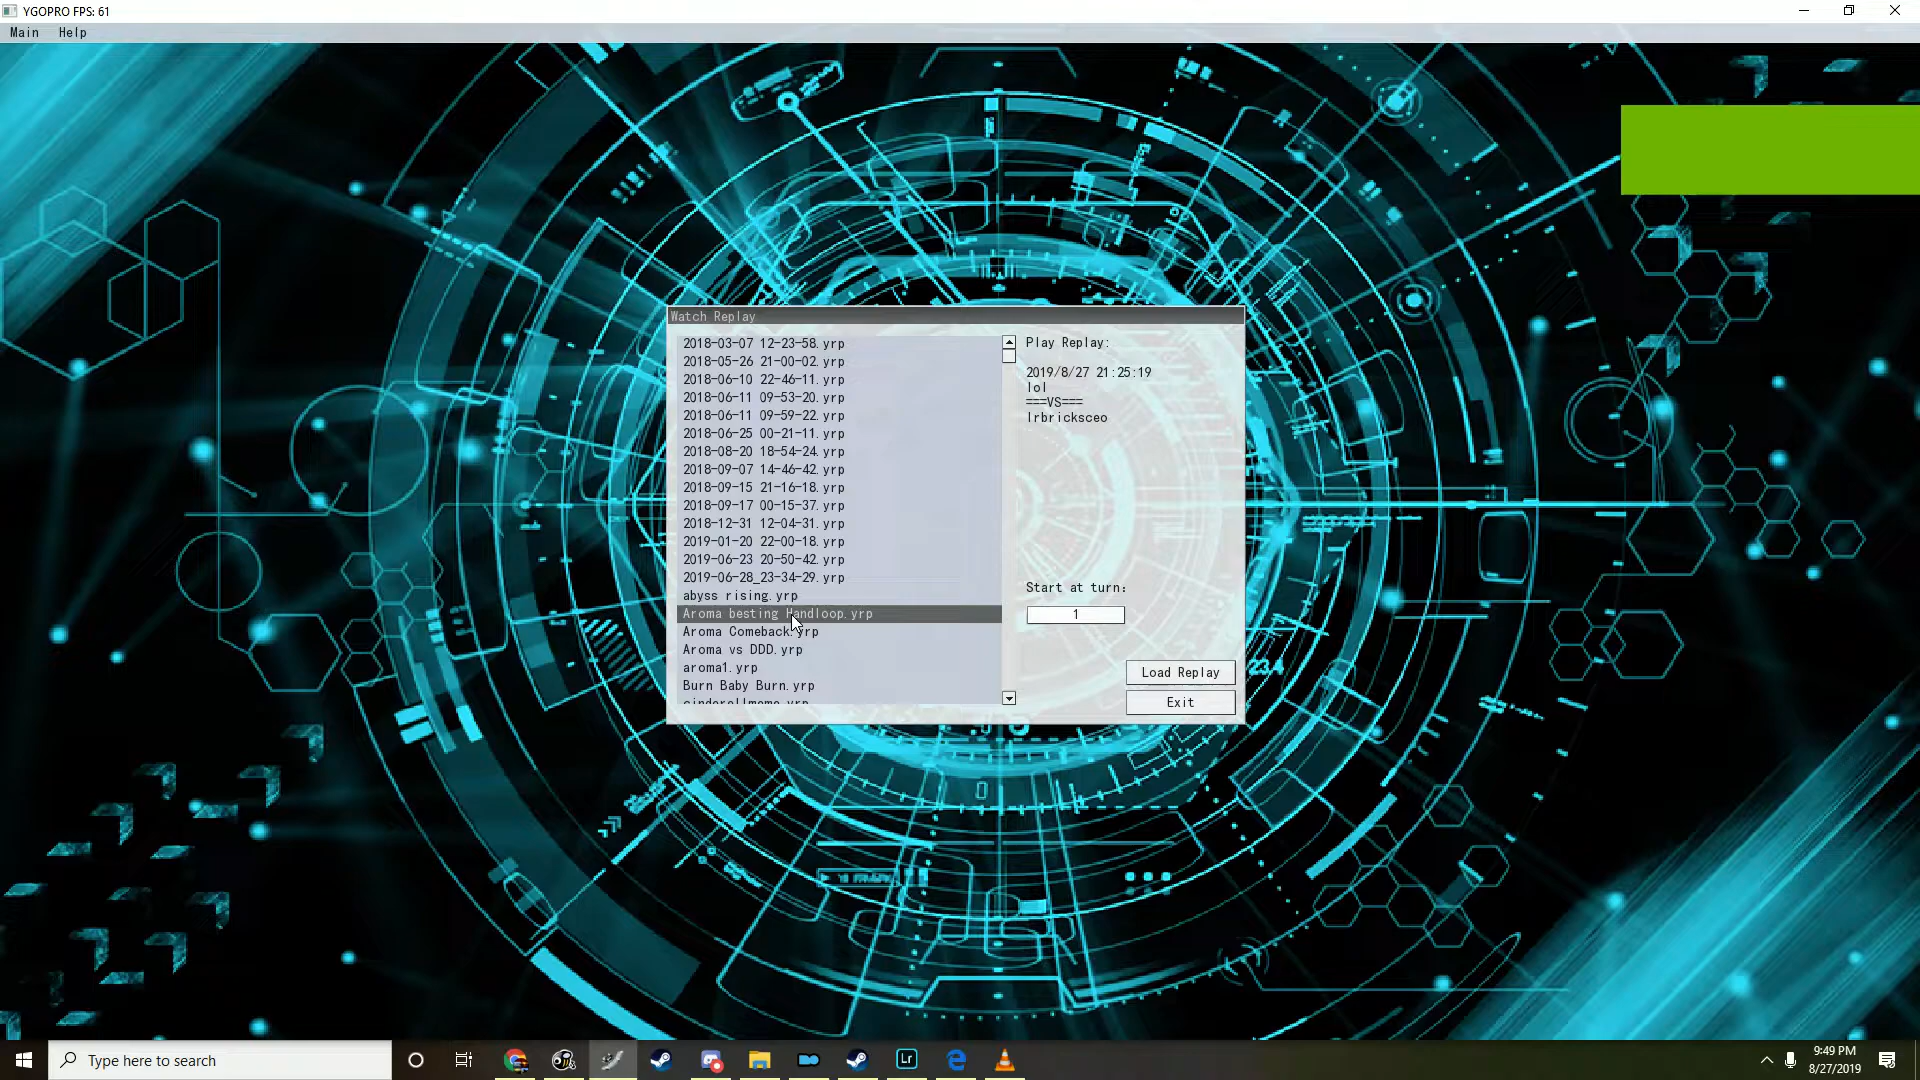 YGOPRO FPS: 61
Main Help
Watch Replay
2018-03-07 12-23-58.yrp
2018-05-26 21-00-02.yrp
2018-06-10 22-46-11.yrp
2018-06-11 09-53-20.yrp
2018-06-11 09-59-22.yrp
2018-06-25 00-21-11.yrp
2018-08-20 18-54-24.yrp
2018-09-07 14-46-42.yrp
2018-09-15 21-16-18.yrp
2018-09-17 00-15-37.yrp
2018-12-31 12-04-31.yrp
2019-01-20 22-00-18.yrp
2019-06-23 20-50-42.yrp
2019-06-28_23-34-29.yrp
abyss rising.yrp
Aroma besting Handloop.yrp
Aroma Comeback.yrp
Aroma vs DDD.yrp
aroma1.yrp
Burn Baby Burn.yrp
Play Replay:
2019/8/27 21:25:19
lol
===VS===
lrbricksceo
Start at turn:
1
Load Replay
Exit
Type here to search
Lr
9:49 PM
8/27/2019